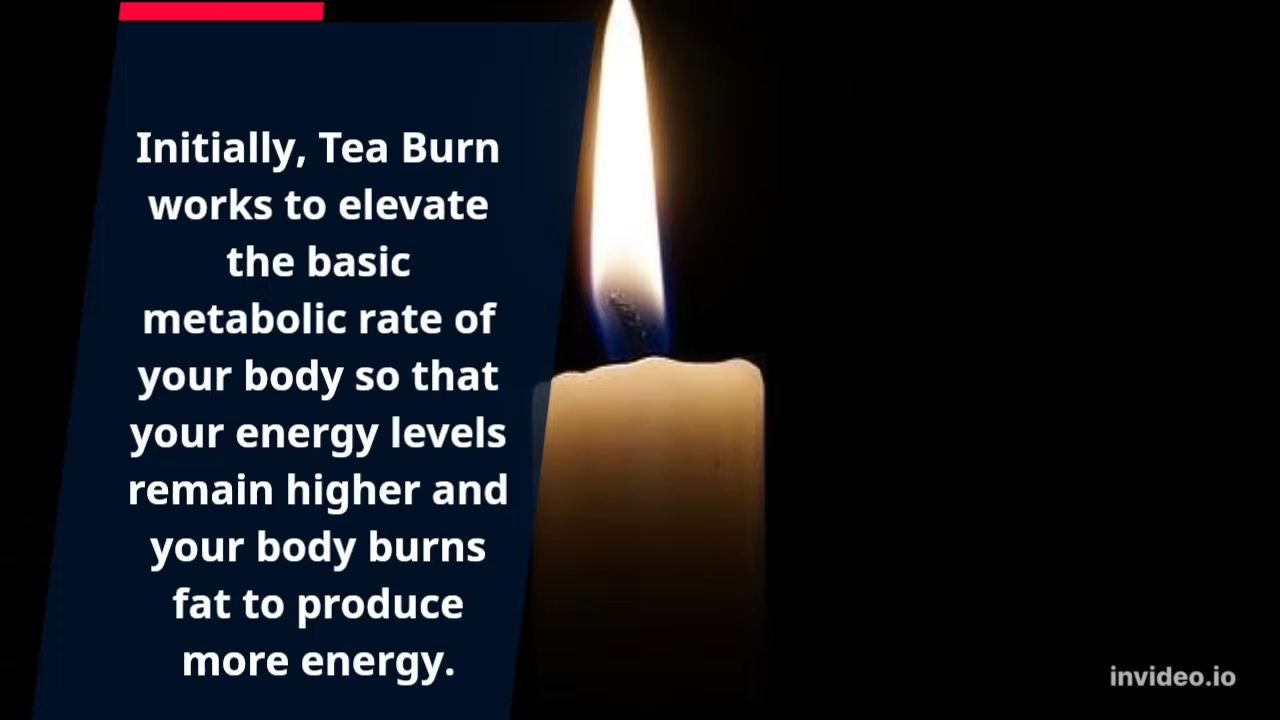 Initially, Tea Burn
works to elevate
the basic
metabolic rate of
your body so that
your energy levels
remain higher and
your body burns
fat to produce
more energy.
invideo.io